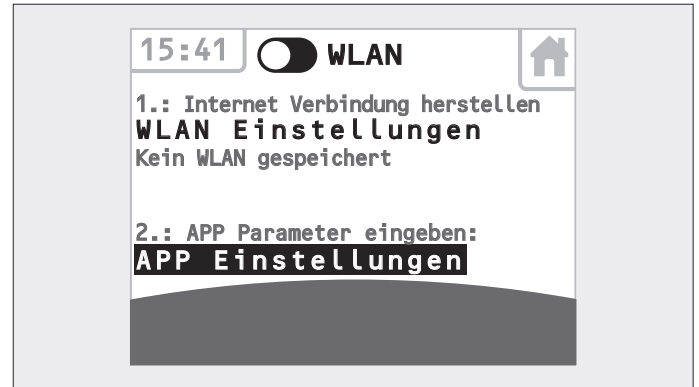 15:41 WLAN
1.: Internet Verbindung herstellen
WLAN Einstellungen
Kein WLAN gespeichert
2.: APP Parameter eingeben:
APP Einstellungen